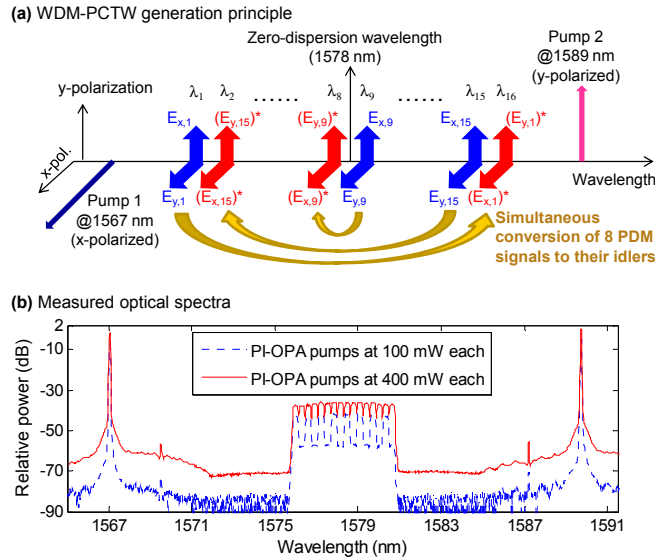 (a) WDM-PCTW generation principle
Zero-dispersion wavelength
(1578 nm)
Pump 2
@1589 nm
(y-polarized)
y-polarization
x-pol.
λ1 λ2 ...... λ8 λ9 ...... λ15 λ16
Ex,1 (Ey,15)* (Ey,9)* Ex,9 Ex,15 (Ey,1)*
Wavelength
Pump 1
@1567 nm
(x-polarized)
Ey,1 (Ex,15)* (Ex,9)* Ey,9 Ey,15 (Ex,1)*
Simultaneous
conversion of 8 PDM
signals to their idlers
(b) Measured optical spectra
PI-OPA pumps at 100 mW each
PI-OPA pumps at 400 mW each
Relative power (dB)
2
-10
-30
-50
-70
-90
1567 1571 1575 1579 1583 1587 1591
Wavelength (nm)